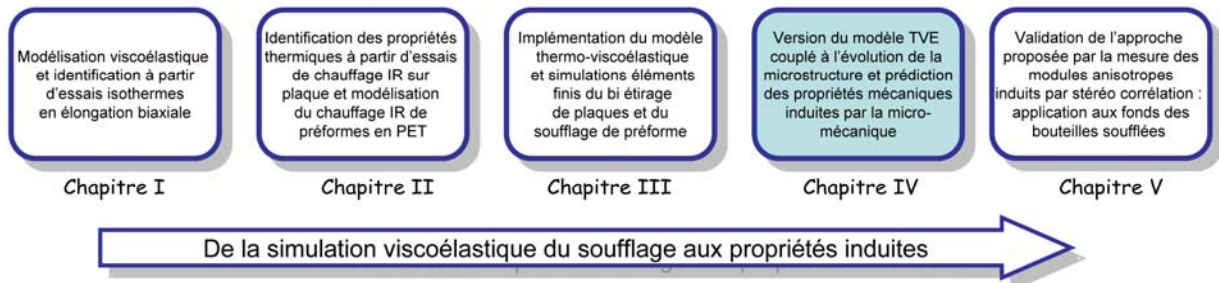 Modélisation viscoélastique
et identification à partir
d'essais isothermes
en élongation biaxiale
Identification des propriétés
thermiques à partir d'essais
de chauffage IR sur
plaque et modélisation
du chauffage IR de
préformes en PET
Implémentation du modèle
thermo-viscoélastique
et simulations éléments
finis du bi étirage
de plaques et du
soufflage de préforme
Version du modèle TVE
couplé à l'évolution de la
microstructure et prédiction
des propriétés mécaniques
induites par la micro-
mécanique
Validation de l'approche
proposée par la mesure des
modules anisotropes
induits par stéréo corrélation :
application aux fonds des
bouteilles soufflées
Chapitre I
Chapitre II
Chapitre III
Chapitre IV
Chapitre V
De la simulation viscoélastique du soufflage aux propriétés induites